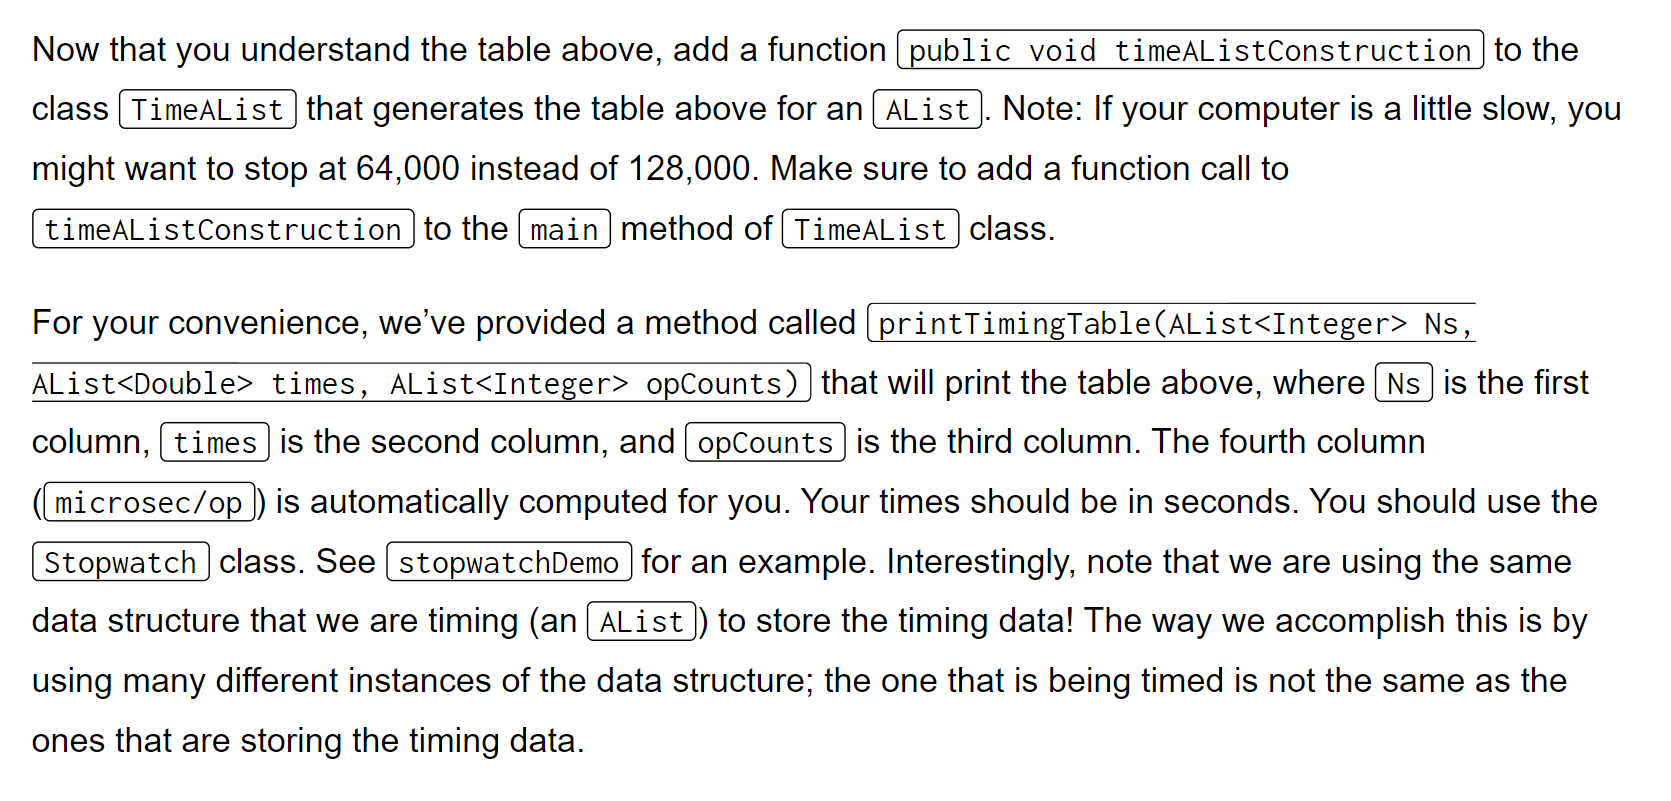 Now that you understand the table above, add a function public void timeAListConstruction to the
class TimeAList that generates the table above for an AList. Note: If your computer is a little slow, you
might want to stop at 64,000 instead of 128,000. Make sure to add a function call to
timeAListConstruction to the main method of TimeAList class.
For your convenience, we’ve provided a method called printTimingTable(AList<Integer> Ns,
AList<Double> times, AList<Integer> opCounts) that will print the table above, where Ns is the first
column, times is the second column, and opCounts is the third column. The fourth column
(microsec/op) is automatically computed for you. Your times should be in seconds. You should use the
Stopwatch class. See stopwatchDemo for an example. Interestingly, note that we are using the same
data structure that we are timing (an AList) to store the timing data! The way we accomplish this is by
using many different instances of the data structure; the one that is being timed is not the same as the
ones that are storing the timing data.